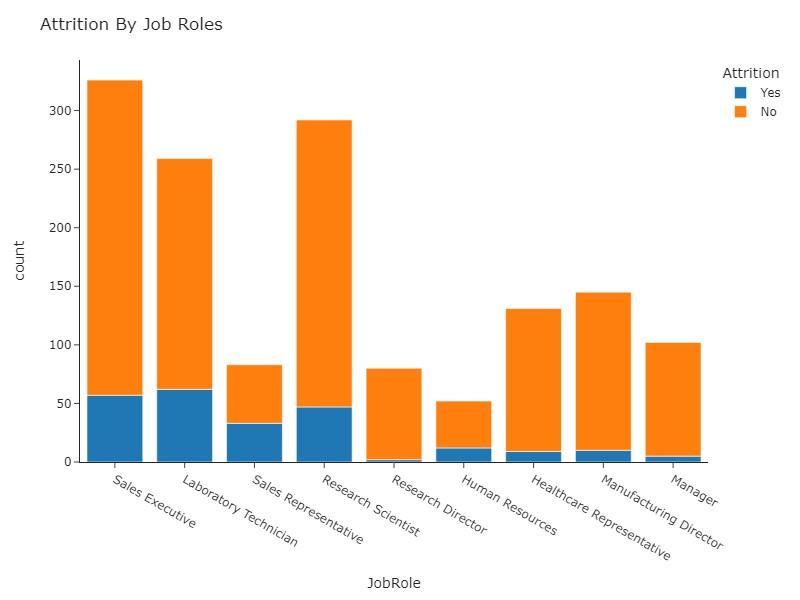 Attrition By Job Roles
Attrition
Yes
No
300
250
200
150
100
50
0
count
Sales Executive
Laboratory Technician
Sales Representative
Research Scientist
Research Director
Human Resources
Healthcare Representative
Manufacturing Director
Manager
JobRole